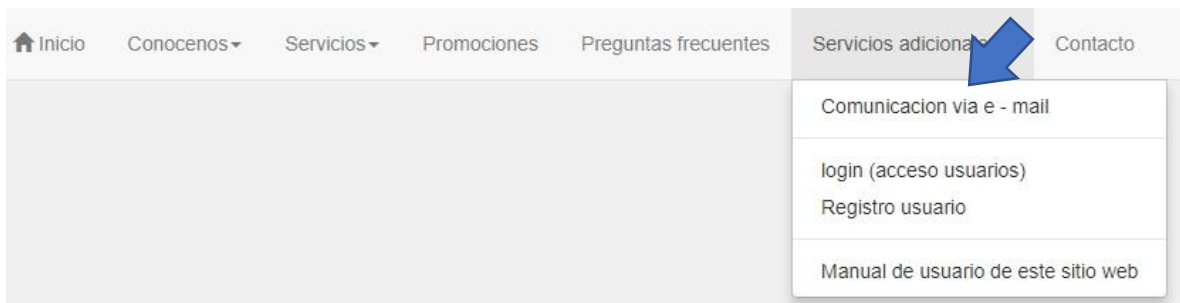 Inicio Conocenos Servicios Promociones Preguntas frecuentes Servicios Contacto
Comunicacion via e - mail
login (acceso usuarios)
Registro usuario
Manual de usuario de este sitio web